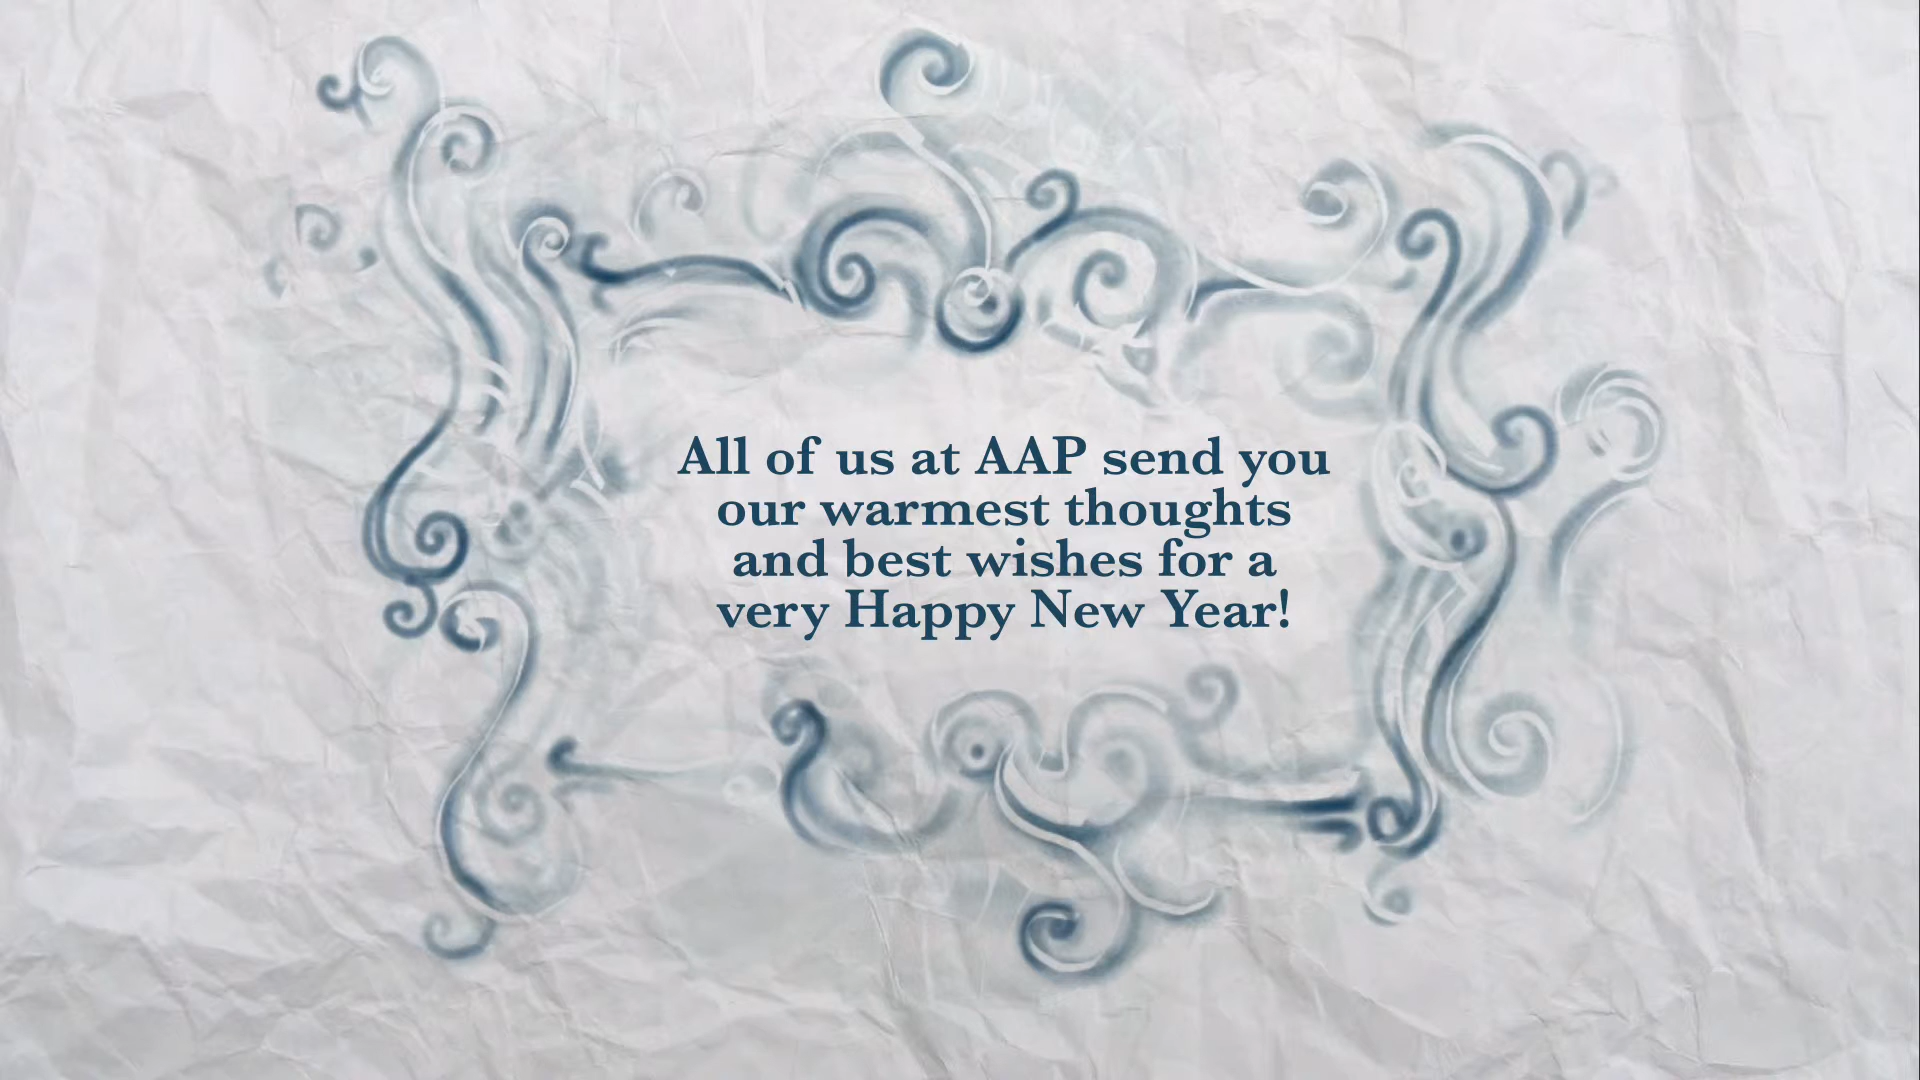 All of us at AAP send you
our warmest thoughts
and best wishes for a
very Happy New Year!